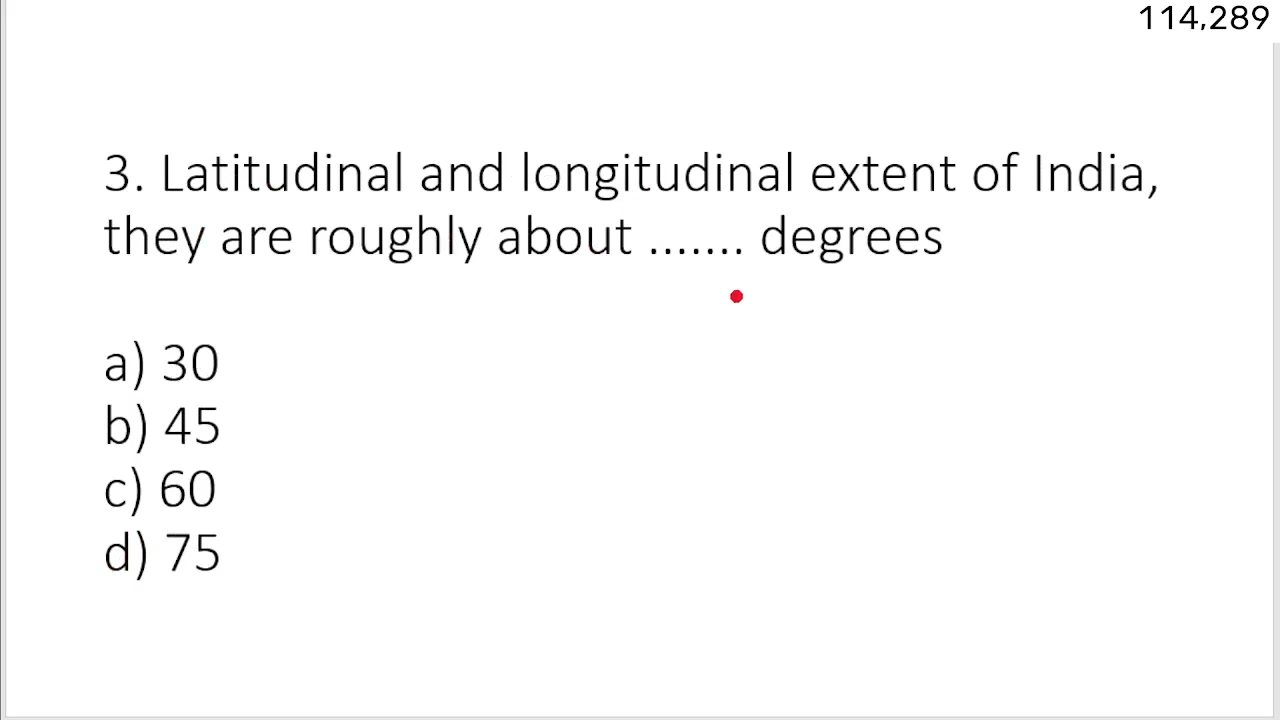 114,289
3. Latitudinal and longitudinal extent of India,
they are roughly about ....... degrees
a) 30
b) 45
c) 60
d) 75